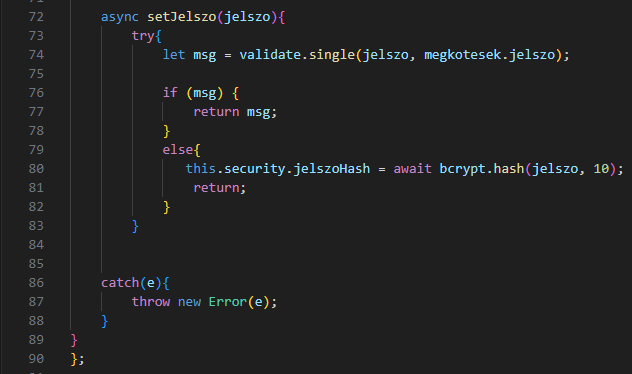 72 async setJelszo(jelszo){
73 try{
74 let msg = validate.single(jelszo, megkotesek.jelszo);
75
76 if (msg) {
77 return msg;
78 }
79 else{
80 this.security.jelszoHash = await bcrypt.hash(jelszo, 10);
81 return;
82 }
83 }
84
85
86 catch(e){
87 throw new Error(e);
88 }
89 }
90 };